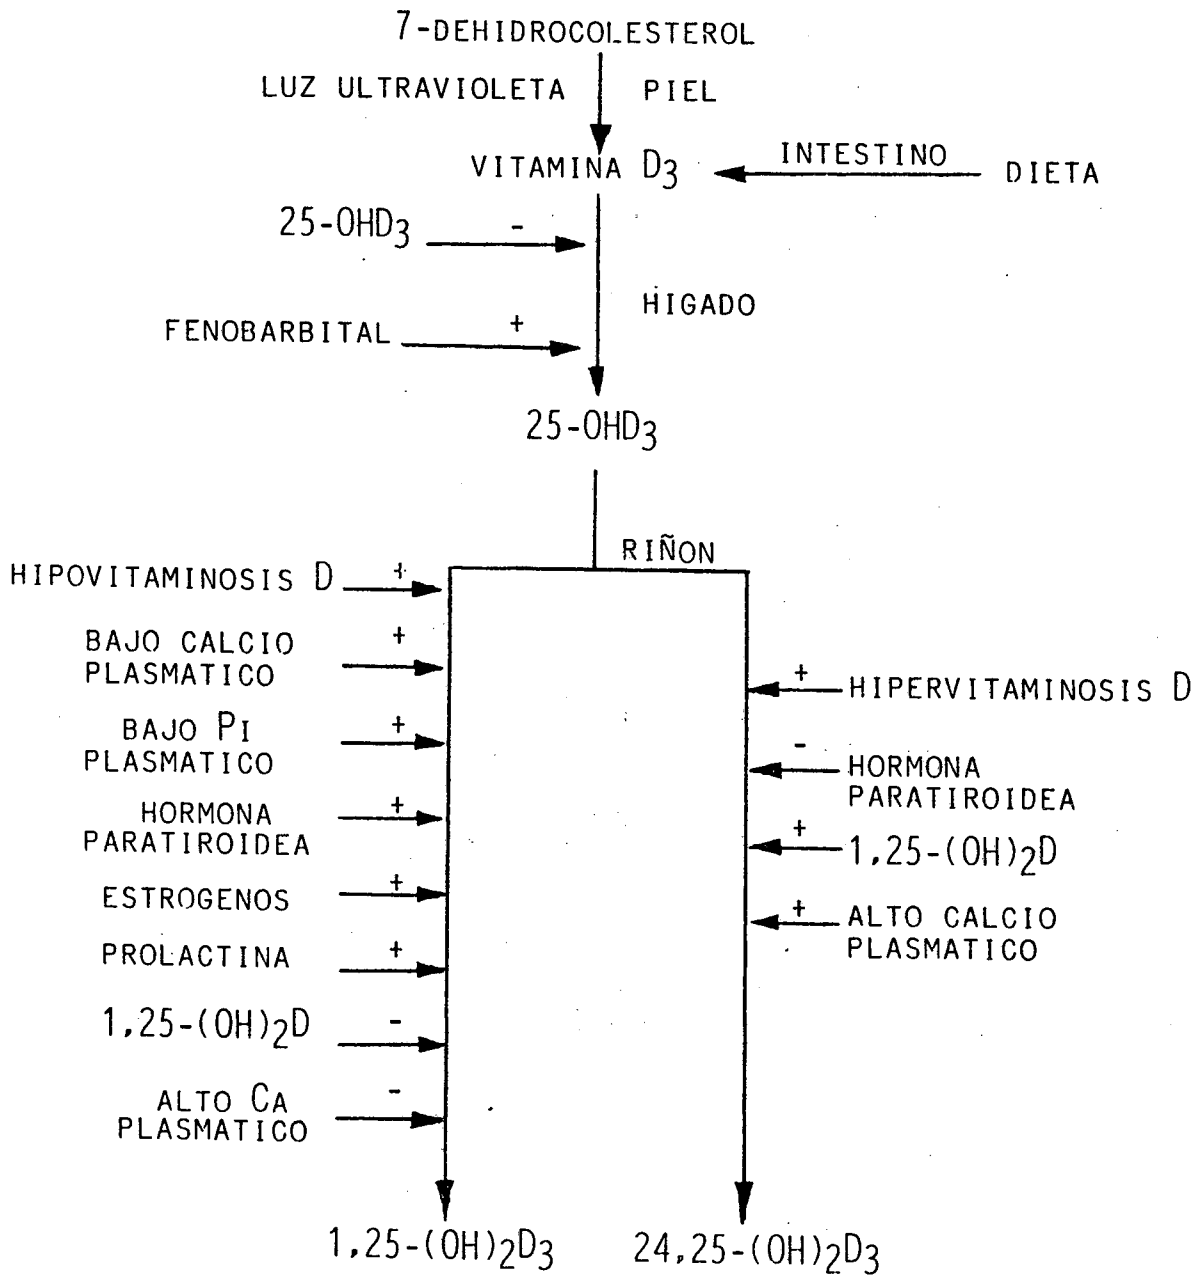 7-DEHIDROCOLESTEROL
LUZ ULTRAVIOLETA PIEL
VITAMINA D3 INTESTINO DIETA
25-OHD3 -
HIGADO
FENOBARBITAL +
25-OHD3
RIÑON
HIPOVITAMINOSIS D +
BAJO CALCIO +
PLASMATICO
BAJO PI +
PLASMATICO
HORMONA +
PARATIROIDEA
ESTROGENOS +
PROLACTINA +
1,25-(OH)2D -
ALTO CA -
PLASMATICO
+ HIPERVITAMINOSIS D
- HORMONA
PARATIROIDEA
+ 1,25-(OH)2D
+ ALTO CALCIO
PLASMATICO
1,25-(OH)2D3 24,25-(OH)2D3